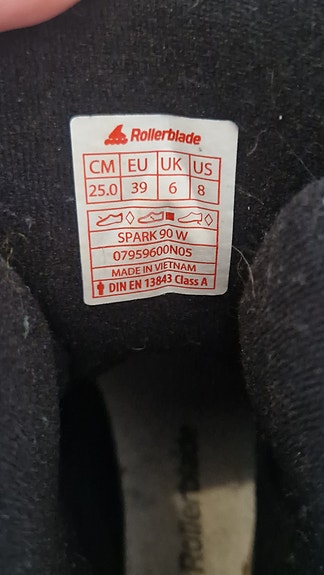 Rollerblade
CM EU UK US
25.0 39 6 8
SPARK 90 W
07959600N05
MADE IN VIETNAM
DIN EN 13843 Class A
Rollerblade